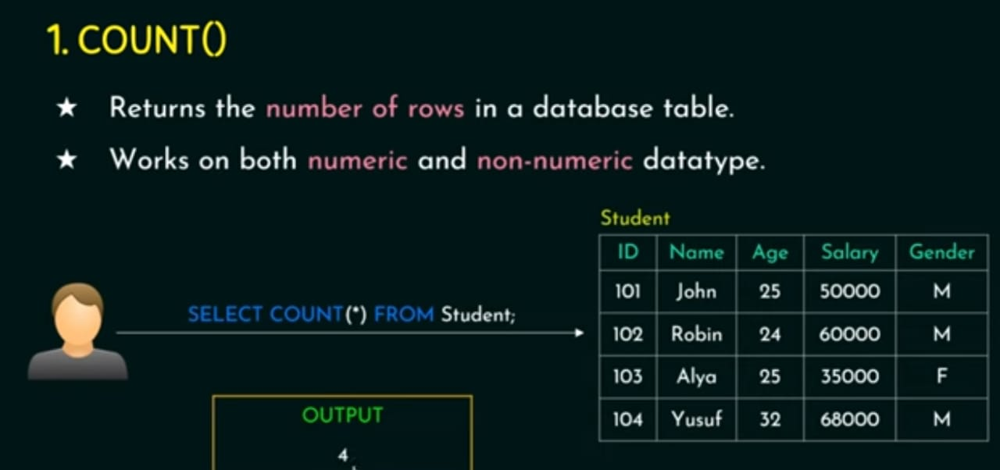 1. COUNT()
★ Returns the number of rows in a database table.
★ Works on both numeric and non-numeric datatype.
Student
ID Name Age Salary Gender
101 John 25 50000 M
102 Robin 24 60000 M
103 Alya 25 35000 F
104 Yusuf 32 68000 M
SELECT COUNT(*) FROM Student;
OUTPUT
4